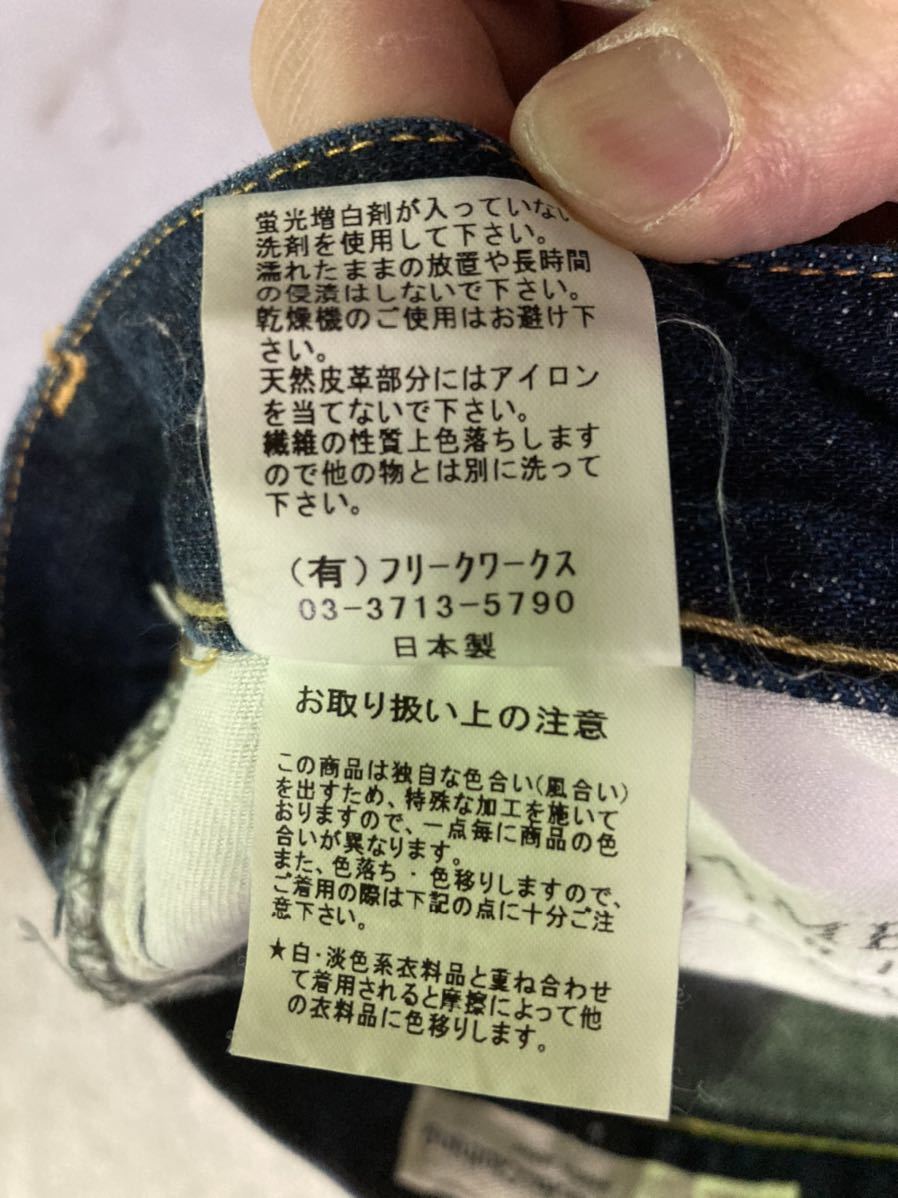 蛍光増白剤が入っていない
洗剤を使用して下さい。
濡れたままの放置や長時間
の侵漬はしないで下さい。
乾燥機のご使用はお避け下
さい。
天然皮革部分にはアイロン
を当てないで下さい。
繊維の性質上色落ちします
ので他の物とは別に洗って
下さい。
(有)フリークワークス
03-3713-5790
日本製
お取り扱い上の注意
この商品は独自な色合い(風合い)
を出すため、特殊な加工を施いて
おりますので、一点毎に商品の色
合いが異なります。
また、色落ち・色移りしますので、
ご着用の際は下記の点に十分ご注
意下さい。
★白・淡色系衣料品と重ね合わせ
て着用されると摩擦によって他
の衣料品に色移りします。